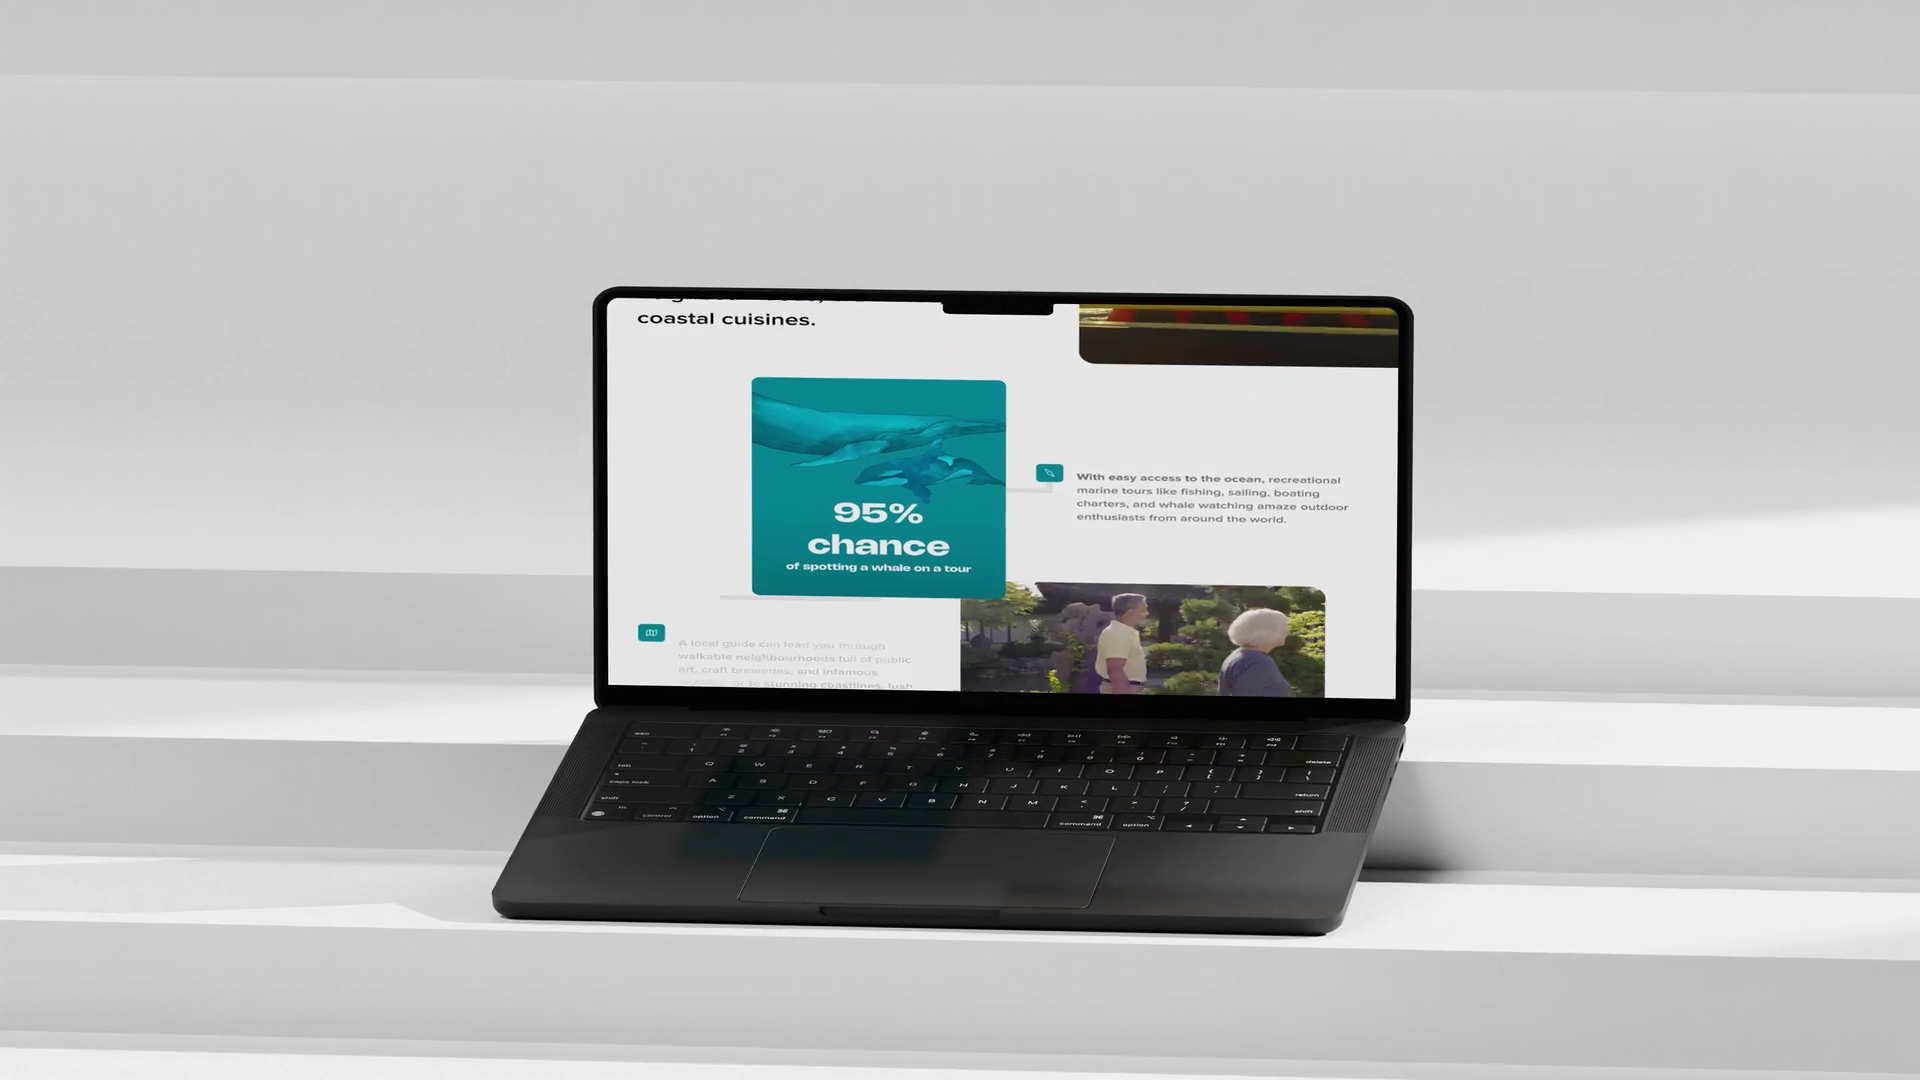 coastal cuisines.
95%
chance
of spotting a whale on a tour
With easy access to the ocean, recreational
marine tours like fishing, sailing, boating
charters, and whale watching amaze outdoor
enthusiasts from around the world.
A local guide can lead you through
walkable neighbourhoods full of public
art, craft breweries, and infamous
or to stunning coastlines, lush
esc
tab
Q W E R T Y U I O P
delete
caps lock
A S D F G H J K L
return
shift
Z X C V B N M
shift
fn
control
option
command
command
option